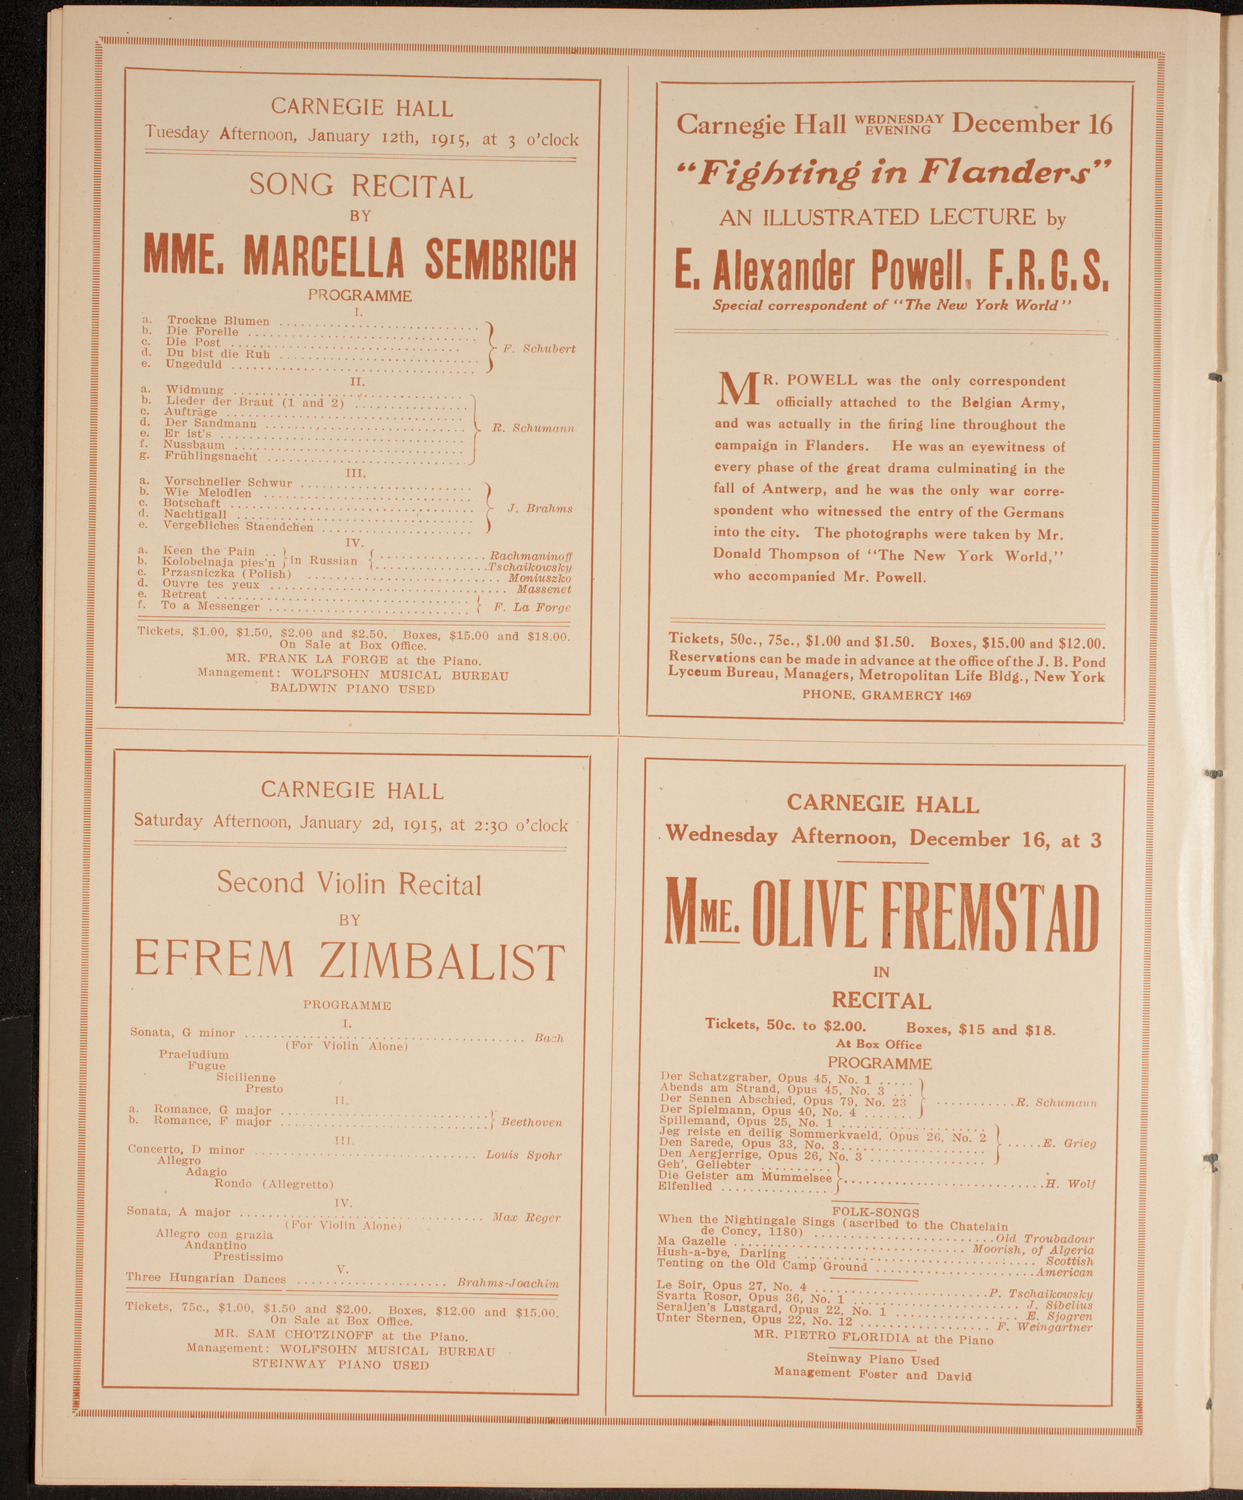 CARNEGIE HALL
Tuesday Afternoon, January 12th, 1915, at 3 o'clock
SONG RECITAL
BY
MME. MARCELLA SEMBRICH
PROGRAMME
I.
a. Trockne Blumen
b. Die Forelle
c. Die Post
d. Du bist die Ruh
e. Ungeduld
F. Schubert
II.
a. Widmung
b. Lieder der Braut (1 and 2)
c. Aufträge
d. Der Sandmann
e. Er ist's
f. Nussbaum
g. Frühlingsnacht
R. Schumann
III.
a. Vorschneller Schwur
b. Wie Melodien
c. Botschaft
d. Nachtigall
e. Vergebliches Staendchen
J. Brahms
IV.
a. Keen the Pain .. } in Russian { Rachmaninoff
b. Kolobelnaja pies'n } { Tschaikowsky
c. Przasniczka (Polish) Moniuszko
d. Ouvre tes yeux Massenet
e. Retreat
f. To a Messenger
F. La Forge
Tickets, $1.00, $1.50, $2.00 and $2.50. Boxes, $15.00 and $18.00.
On Sale at Box Office.
MR. FRANK LA FORGE at the Piano.
Management: WOLFSOHN MUSICAL BUREAU
BALDWIN PIANO USED
Carnegie Hall WEDNESDAY EVENING December 16
"Fighting in Flanders"
AN ILLUSTRATED LECTURE by
E. Alexander Powell, F.R.G.S.
Special correspondent of "The New York World"
MR. POWELL was the only correspondent
officially attached to the Belgian Army,
and was actually in the firing line throughout the
campaign in Flanders. He was an eyewitness of
every phase of the great drama culminating in the
fall of Antwerp, and he was the only war corre-
spondent who witnessed the entry of the Germans
into the city. The photographs were taken by Mr.
Donald Thompson of "The New York World,"
who accompanied Mr. Powell.
Tickets, 50c., 75c., $1.00 and $1.50. Boxes, $15.00 and $12.00.
Reservations can be made in advance at the office of the J. B. Pond
Lyceum Bureau, Managers, Metropolitan Life Bldg., New York
PHONE, GRAMERCY 1469
CARNEGIE HALL
Saturday Afternoon, January 2d, 1915, at 2:30 o'clock
Second Violin Recital
BY
EFREM ZIMBALIST
PROGRAMME
I.
Sonata, G minor Bach
(For Violin Alone)
Praeludium
Fugue
Sicilienne
Presto
II.
a. Romance, G major
b. Romance, F major
Beethoven
III.
Concerto, D minor Louis Spohr
Allegro
Adagio
Rondo (Allegretto)
IV.
Sonata, A major Max Reger
(For Violin Alone)
Allegro con grazia
Andantino
Prestissimo
V.
Three Hungarian Dances Brahms-Joachim
Tickets, 75c., $1.00, $1.50 and $2.00. Boxes, $12.00 and $15.00.
On Sale at Box Office.
MR. SAM CHOTZINOFF at the Piano.
Management: WOLFSOHN MUSICAL BUREAU
STEINWAY PIANO USED
CARNEGIE HALL
Wednesday Afternoon, December 16, at 3
MME. OLIVE FREMSTAD
IN
RECITAL
Tickets, 50c. to $2.00. Boxes, $15 and $18.
At Box Office
PROGRAMME
Der Schatzgraber, Opus 45, No. 1
Abends am Strand, Opus 45, No. 3
Der Sennen Abschied, Opus 79, No. 23
Der Spielmann, Opus 40, No. 4
R. Schumann
Spillemand, Opus 25, No. 1
Jeg reiste en deilig Sommerkvaeld, Opus 26, No. 2
Den Sarede, Opus 33, No. 3
Den Aergjerrige, Opus 26, No. 3
E. Grieg
Geh', Geliebter
Die Geister am Mummelsee
Elfenlied
H. Wolf
FOLK-SONGS
When the Nightingale Sings (ascribed to the Chatelain
de Concy, 1180) Old Troubadour
Ma Gazelle Moorish, of Algeria
Hush-a-bye, Darling Scottish
Tenting on the Old Camp Ground American
Le Soir, Opus 27, No. 4 P. Tschaikowsky
Svarta Rosor, Opus 36, No. 1 J. Sibelius
Seraljen's Lustgard, Opus 22, No. 1 E. Sjogren
Unter Sternen, Opus 22, No. 12 F. Weingartner
MR. PIETRO FLORIDIA at the Piano
Steinway Piano Used
Management Foster and David